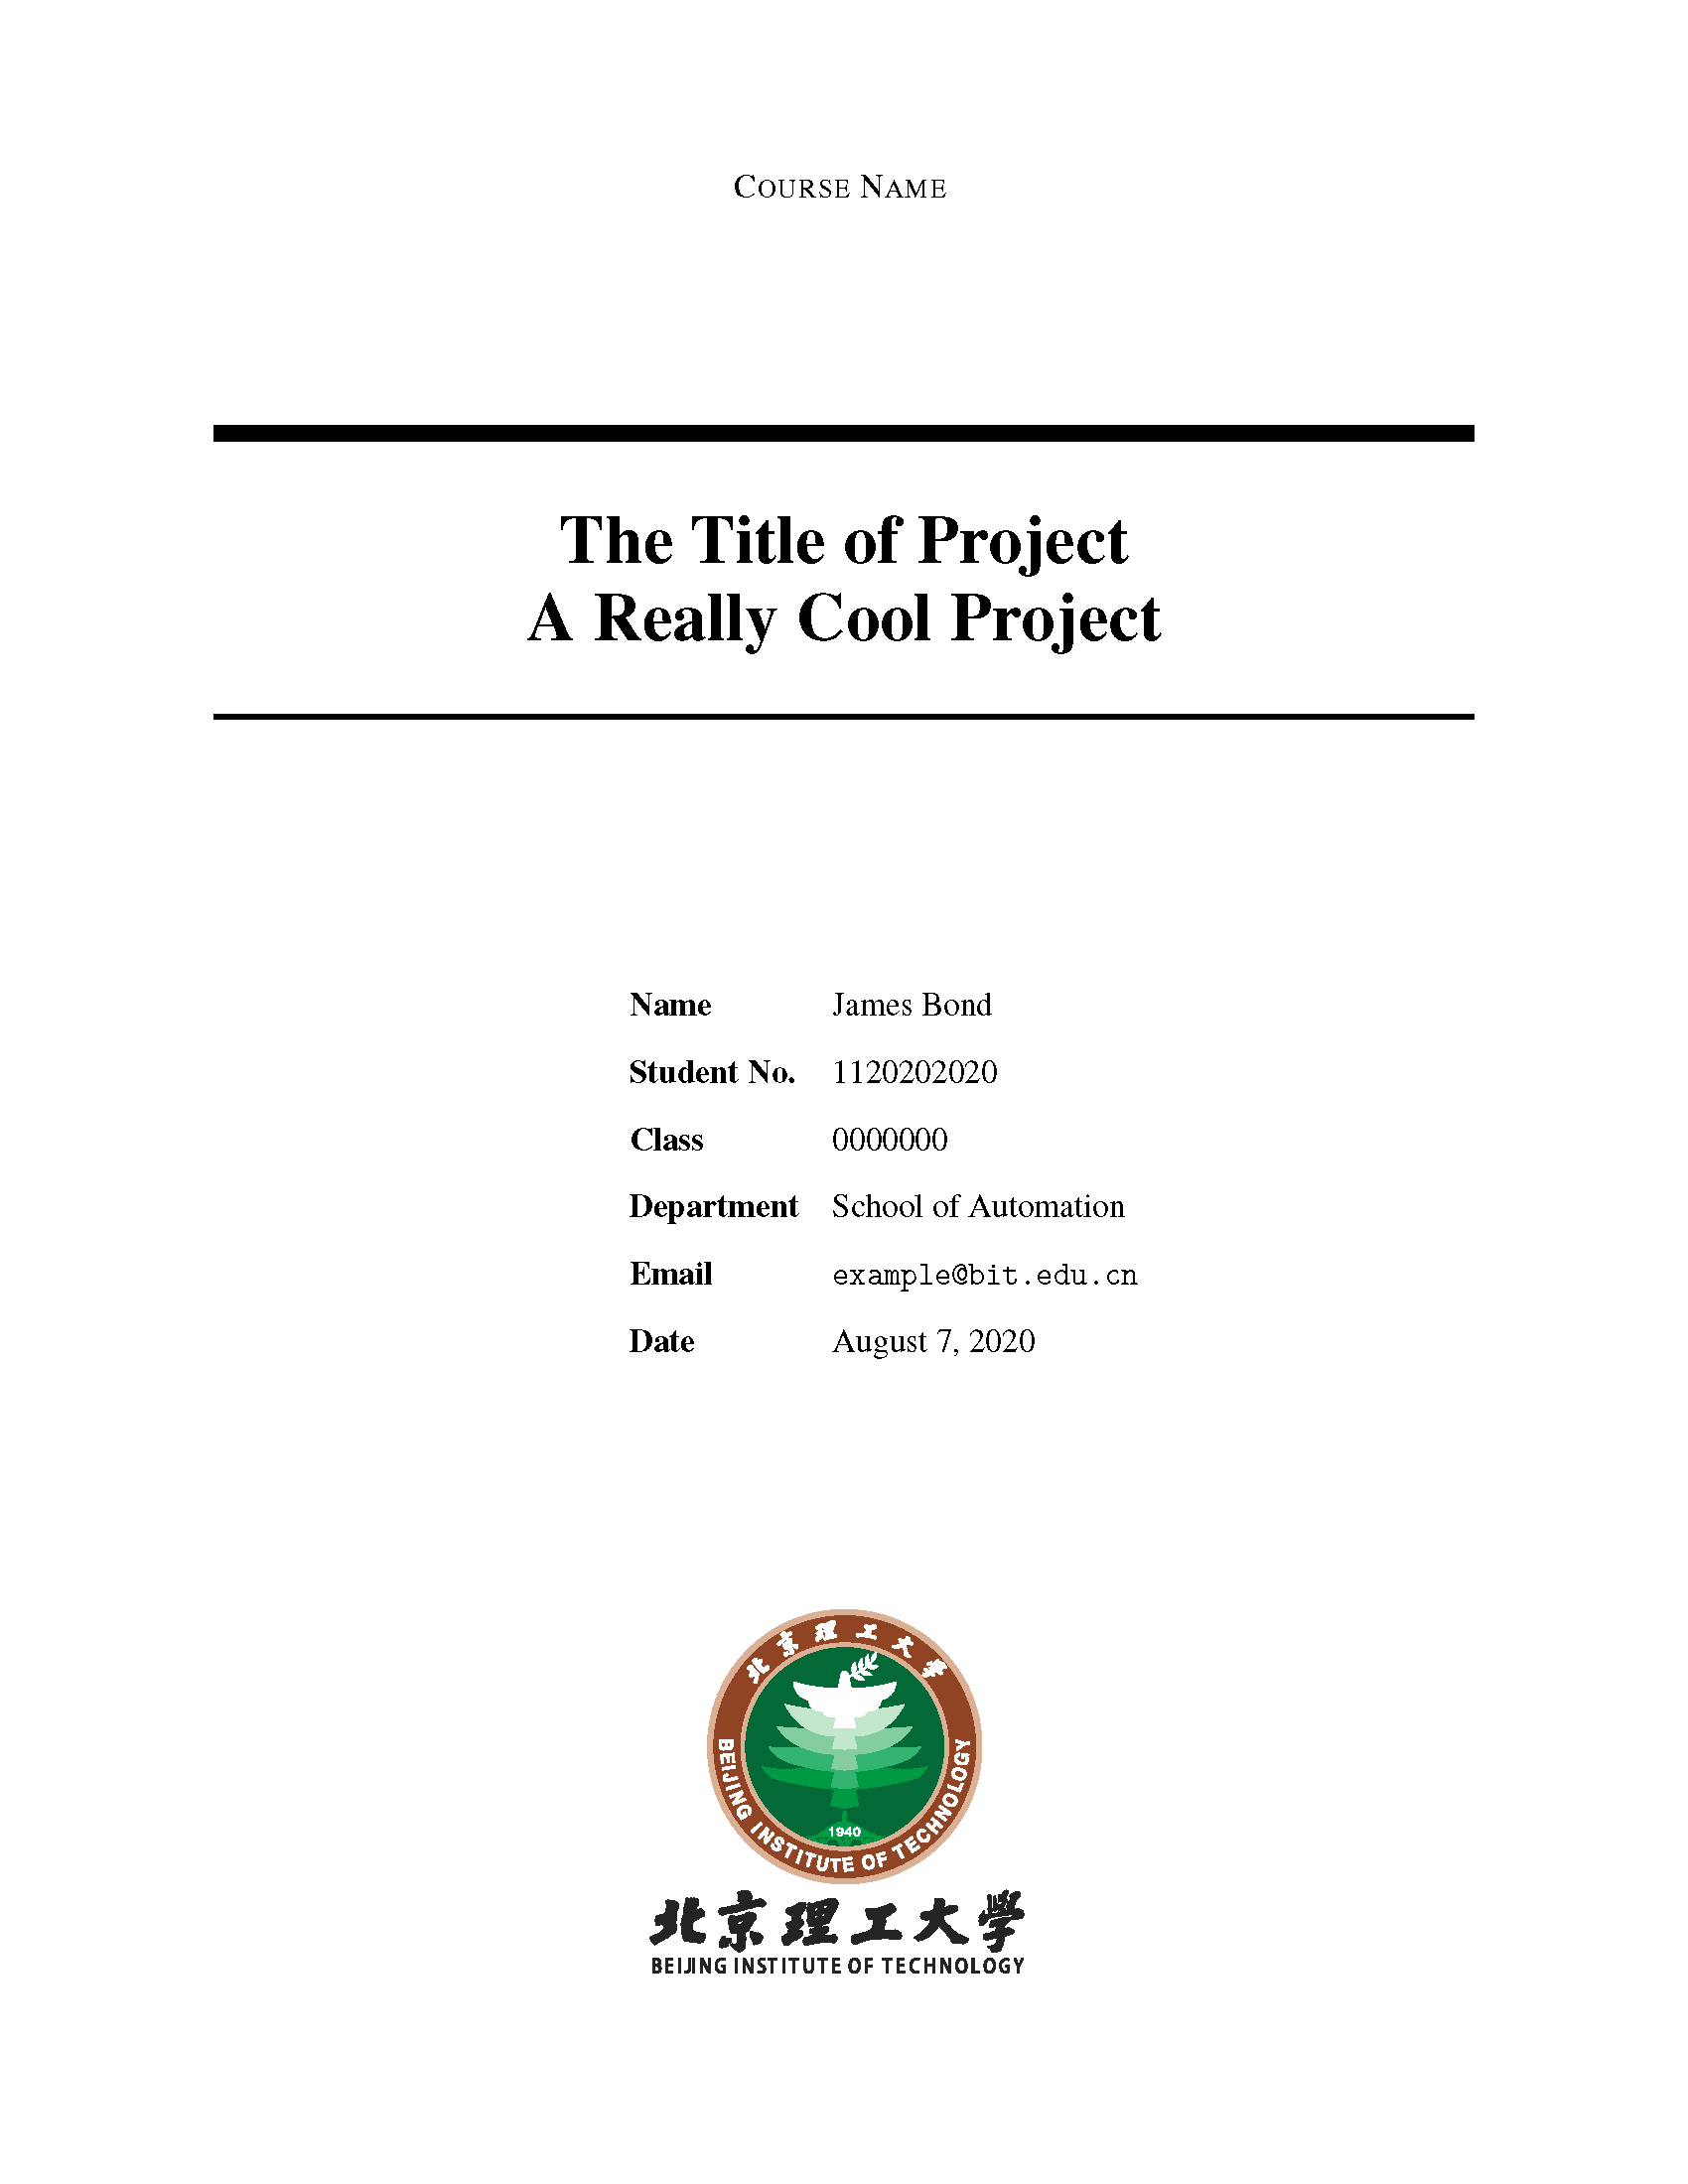 COURSE NAME
The Title of Project
A Really Cool Project
Name James Bond
Student No. 1120202020
Class 0000000
Department School of Automation
Email example@bit.edu.cn
Date August 7, 2020
北京理工大学
1940
BEIJING INSTITUTE OF TECHNOLOGY
北京理工大学
BEIJING INSTITUTE OF TECHNOLOGY